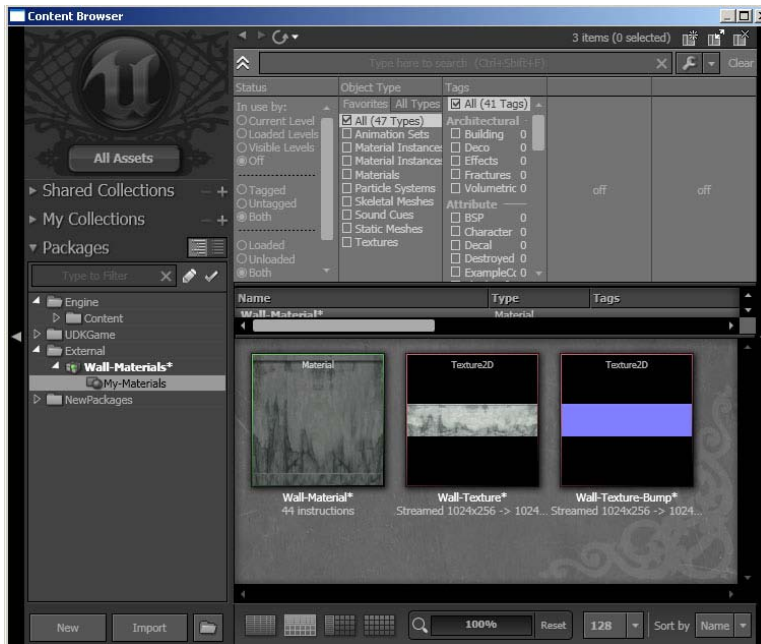 Content Browser
3 items (0 selected)
Type here to search (Ctrl+Shift+F)
Clear
All Assets
Shared Collections
My Collections
Packages
Type to Filter
Engine
Content
UDKGame
External
Wall-Materials*
My-Materials
NewPackages
New
Import
Status
In use by:
Current Level
Loaded Levels
Visible Levels
Off
Tagged
Untagged
Both
Loaded
Unloaded
Both
Object Type
Favorites All Types
All (47 Types)
Animation Sets
Material Instances
Material Instances
Materials
Particle Systems
Skeletal Meshes
Sound Cues
Static Meshes
Textures
Tags
All (41 Tags)
Architectural
Building 0
Deco 0
Effects 0
Fractures 0
Volumetric 0
Attribute
BSP 0
Character 0
Decal 0
Destroyed 0
ExampleCc 0
off
off
Name Type Tags
Wall-Material* Material
Material
Wall-Material*
44 instructions
Texture2D
Wall-Texture*
Streamed 1024x256 -> 1024...
Texture2D
Wall-Texture-Bump*
Streamed 1024x256 -> 1024...
100%
Reset
128
Sort by Name